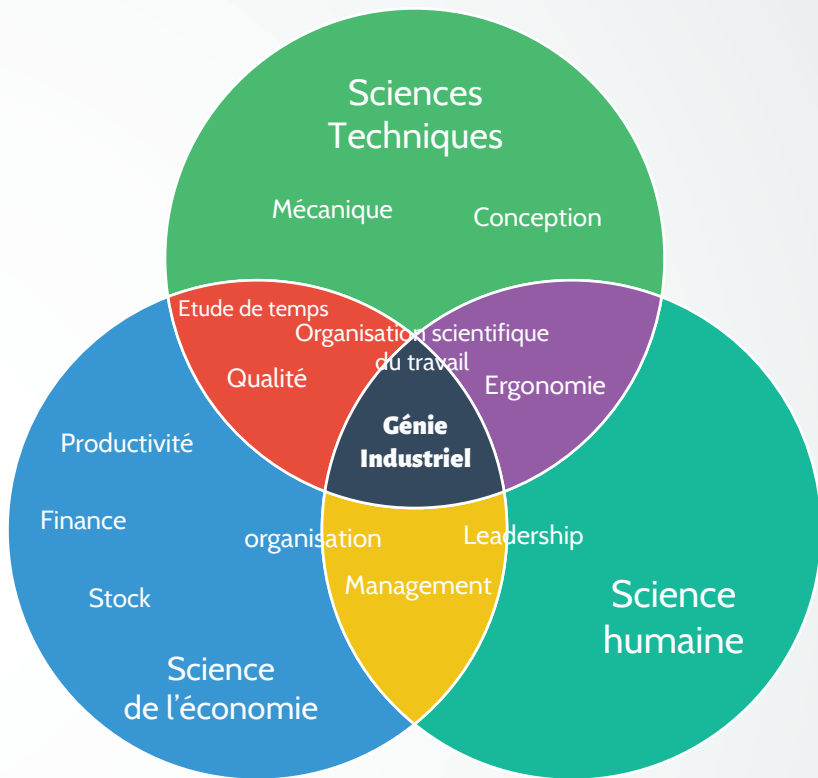 Sciences
Techniques
Mécanique
Conception
Etude de temps
Organisation scientifique
du travail
Qualité
Ergonomie
Génie
Industriel
Productivité
Finance
organisation
Leadership
Management
Stock
Science
humaine
Science
de l'économie